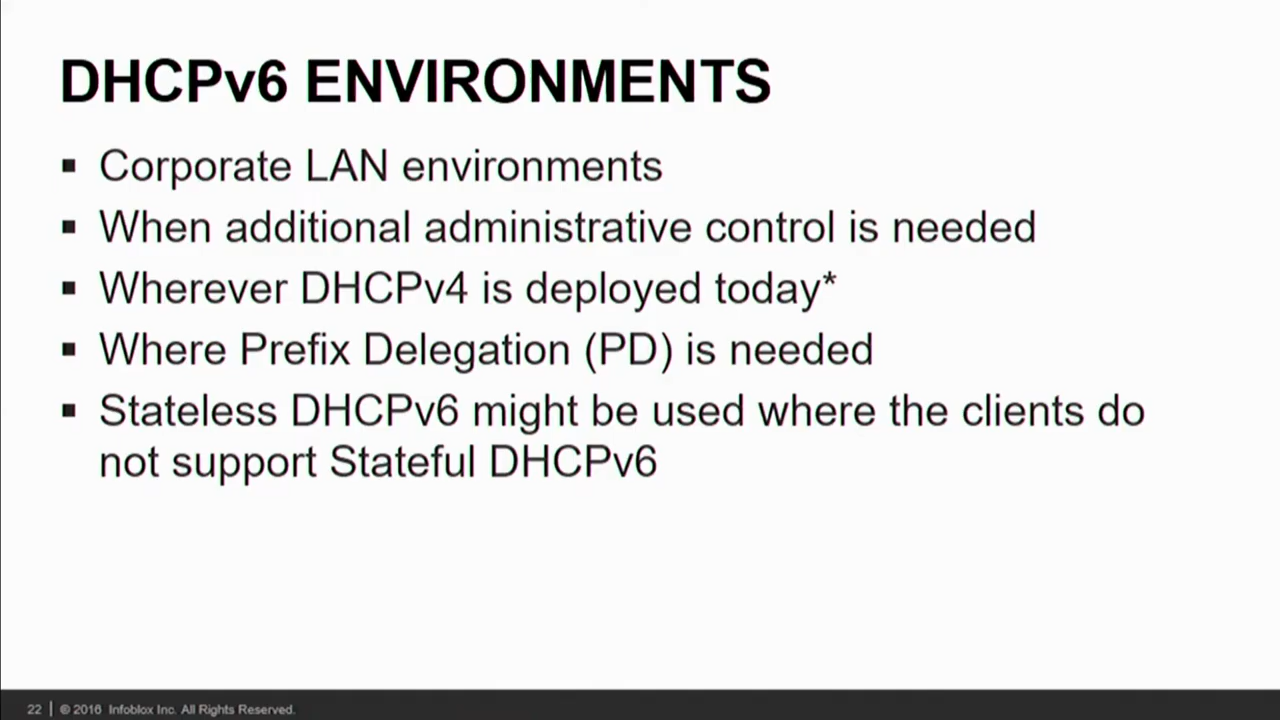 DHCPv6 ENVIRONMENTS
▪ Corporate LAN environments
▪ When additional administrative control is needed
▪ Wherever DHCPv4 is deployed today*
▪ Where Prefix Delegation (PD) is needed
▪ Stateless DHCPv6 might be used where the clients do
not support Stateful DHCPv6
22 | © 2016 Infoblox Inc. All Rights Reserved.